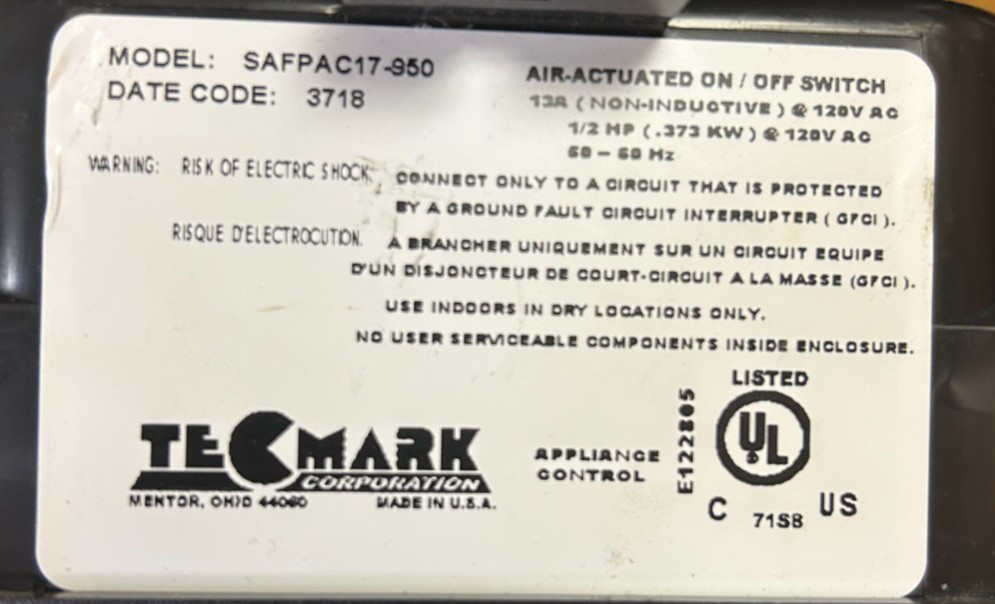 MODEL: SAFPAC17-950
DATE CODE: 3718
AIR-ACTUATED ON / OFF SWITCH
13A ( NON-INDUCTIVE ) @ 120V AC
1/2 HP ( .373 KW ) @ 120V AC
50 – 60 Hz
WARNING: RISK OF ELECTRIC SHOCK. CONNECT ONLY TO A CIRCUIT THAT IS PROTECTED
BY A GROUND FAULT CIRCUIT INTERRUPTER ( GFCI ).
RISQUE D'ELECTROCUTION. A BRANCHER UNIQUEMENT SUR UN CIRCUIT EQUIPE
D'UN DISJONCTEUR DE COURT-CIRCUIT A LA MASSE (GFCI ).
USE INDOORS IN DRY LOCATIONS ONLY.
NO USER SERVICEABLE COMPONENTS INSIDE ENCLOSURE.
TECMARK
CORPORATION
MENTOR, OHIO 44060 MADE IN U.S.A.
APPLIANCE
CONTROL
E122805
LISTED
UL
C US
71S8